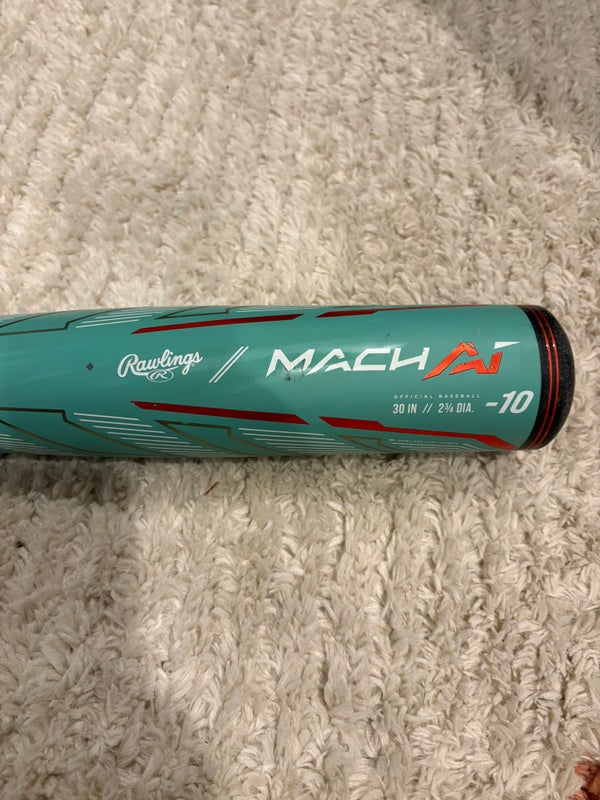 Rawlings
R
// MACH AI
OFFICIAL BASEBALL
30 IN // 2¾ DIA. -10